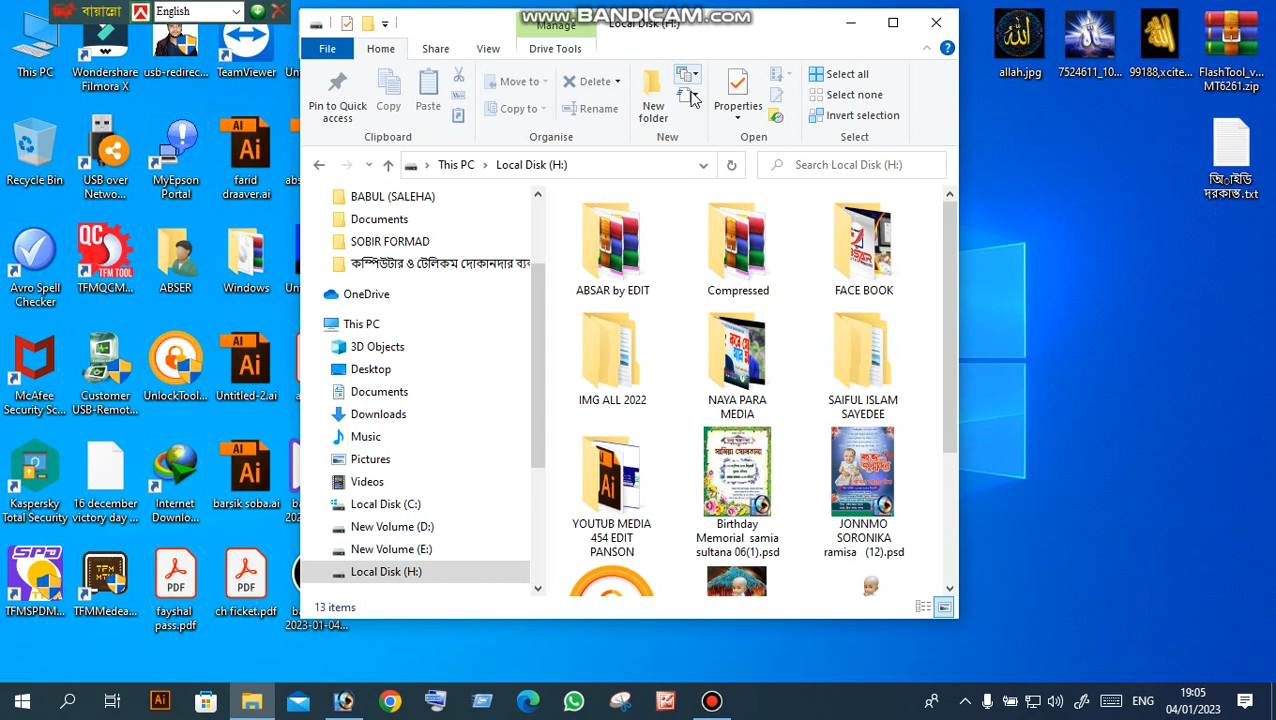 বায়ান্নো
English
www.BANDICAM.com
Manage
Local Disk (H:)
File
Home
Share
View
Drive Tools
Pin to Quick access
Copy
Paste
Clipboard
Move to
Copy to
Delete
Rename
Organise
New folder
New
Properties
Open
Select all
Select none
Invert selection
Select
This PC
Local Disk (H:)
Search Local Disk (H:)
BABUL (SALEHA)
Documents
SOBIR FORMAD
কম্পিউটার ও টেলিকম দোকানদার ব্যব
OneDrive
This PC
3D Objects
Desktop
Documents
Downloads
Music
Pictures
Videos
Local Disk (C:)
New Volume (D:)
New Volume (E:)
Local Disk (H:)
ABSAR by EDIT
Compressed
FACE BOOK
IMG ALL 2022
NAYA PARA MEDIA
SAIFUL ISLAM SAYEDEE
YOUTUB MEDIA 454 EDIT PANSON
Birthday Memorial samia sultana 06(1).psd
JONNMO SORONIKA ramisa (12).psd
13 items
This PC
Wondershare Filmora X
usb-redirec...
TeamViewer
Recycle Bin
USB over Netwo...
MyEpson Portal
farid draaver.ai
Avro Spell Checker
TFMQCM...
ABSER
Windows
McAfee Security Sc...
Customer USB-Remot...
UnlockTool...
Untitled-2.ai
Kaspersky Total Security
16 december victory day ...
Internet Downlo...
barsik soba.ai
TFMSPDM...
TFMMedea...
fayshal pass.pdf
ch ficket.pdf
2023-01-04...
allah.jpg
7524611_10...
99188,xcite...
FlashTool_v... MT6261.zip
দরকাস্ত.txt
ENG
19:05
04/01/2023